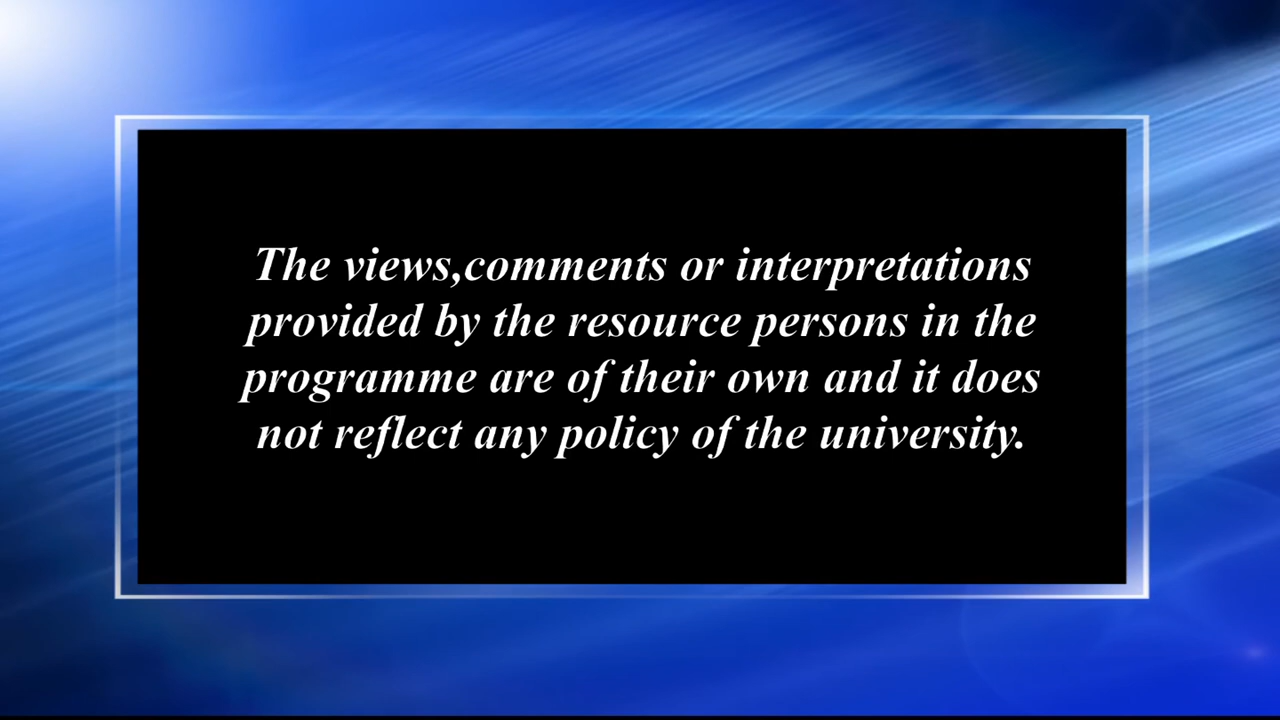 The views,comments or interpretations
provided by the resource persons in the
programme are of their own and it does
not reflect any policy of the university.